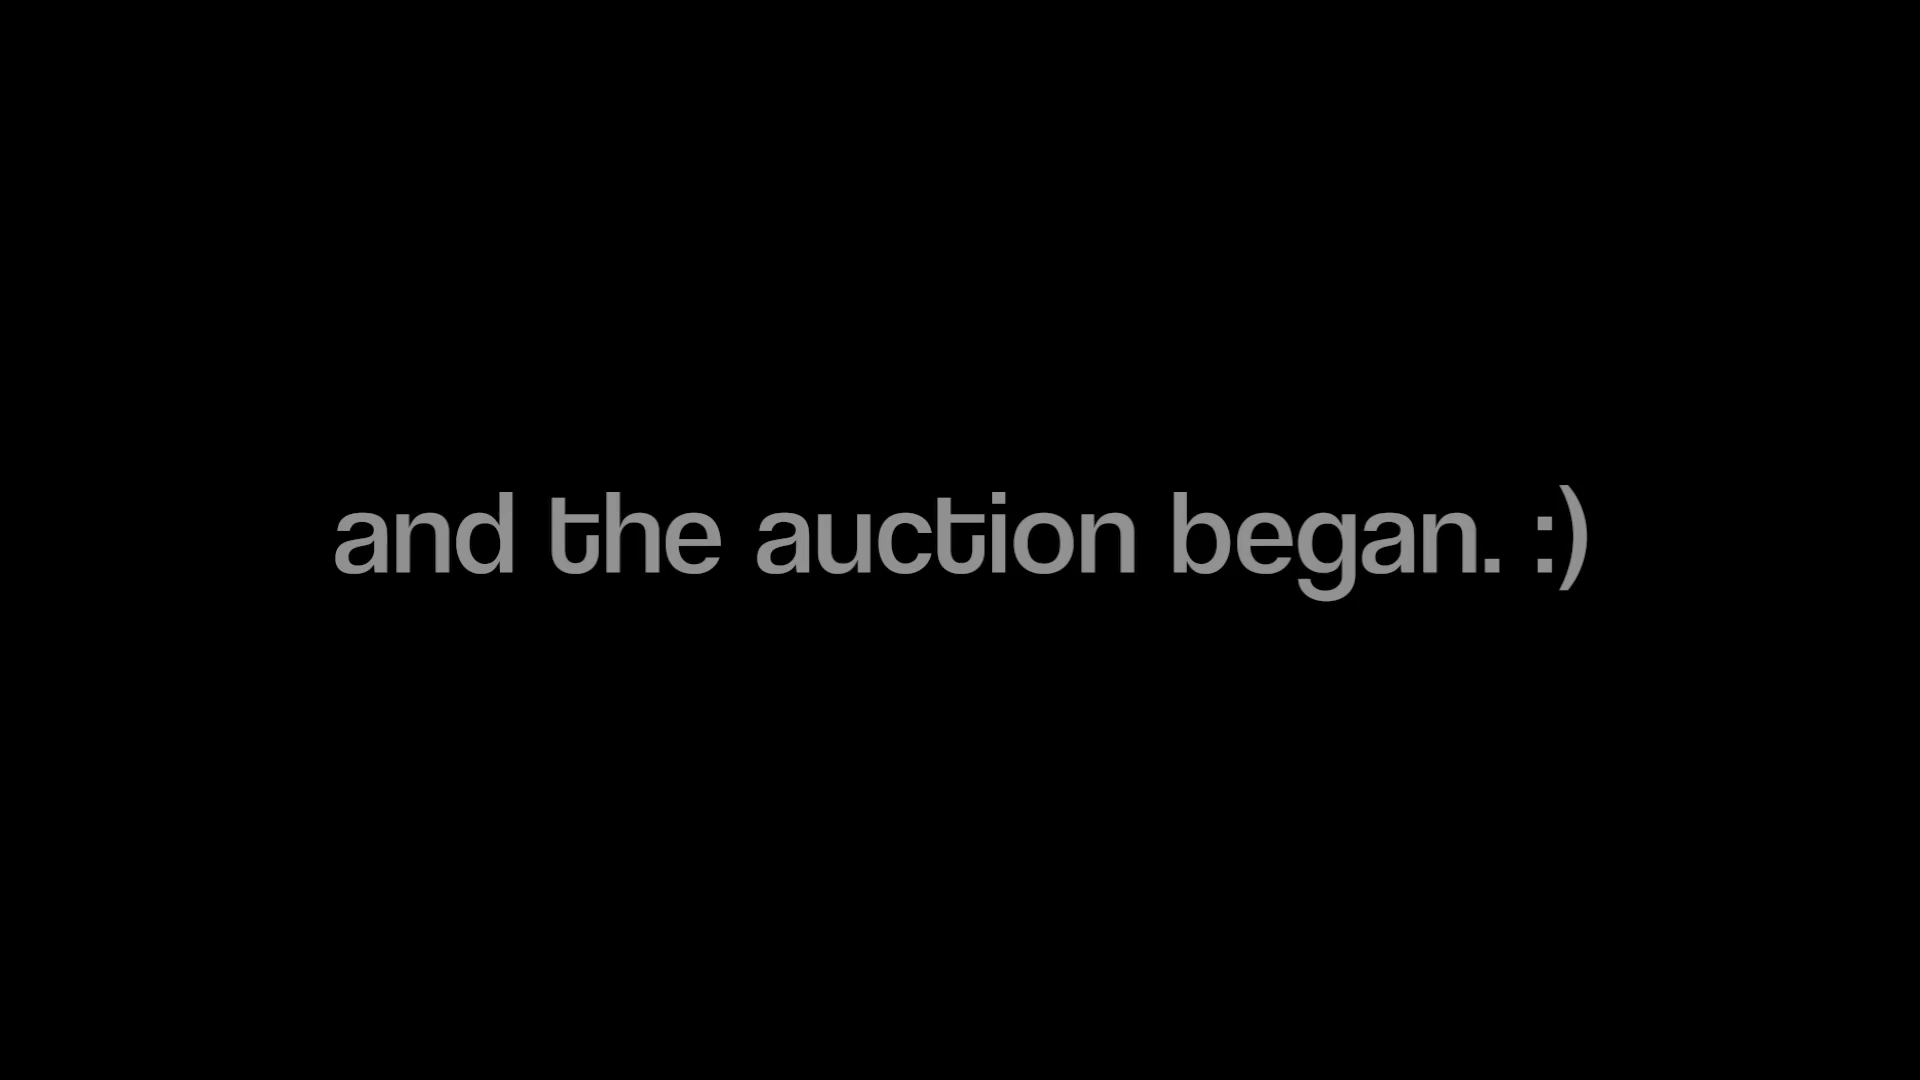 and the auction began. :)